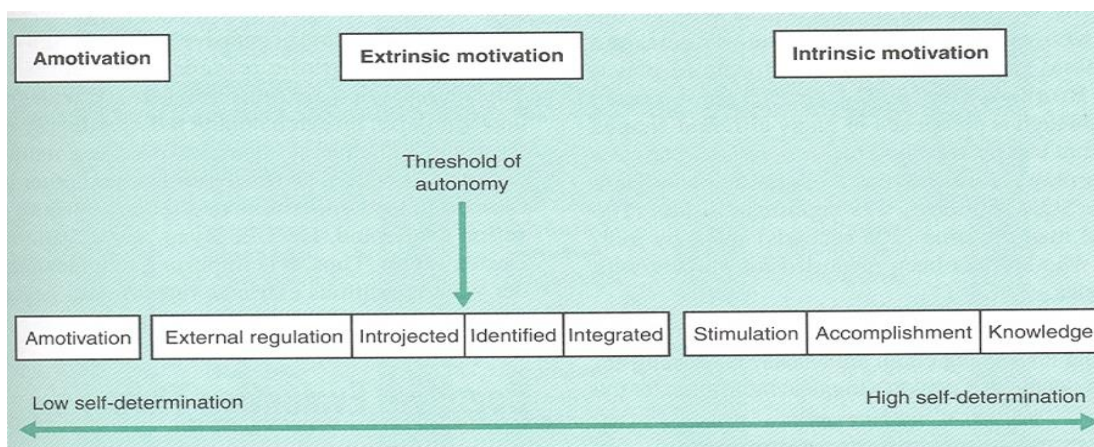 Amotivation
Extrinsic motivation
Intrinsic motivation
Threshold of
autonomy
Amotivation
External regulation
Introjected
Identified
Integrated
Stimulation
Accomplishment
Knowledge
Low self-determination
High self-determination